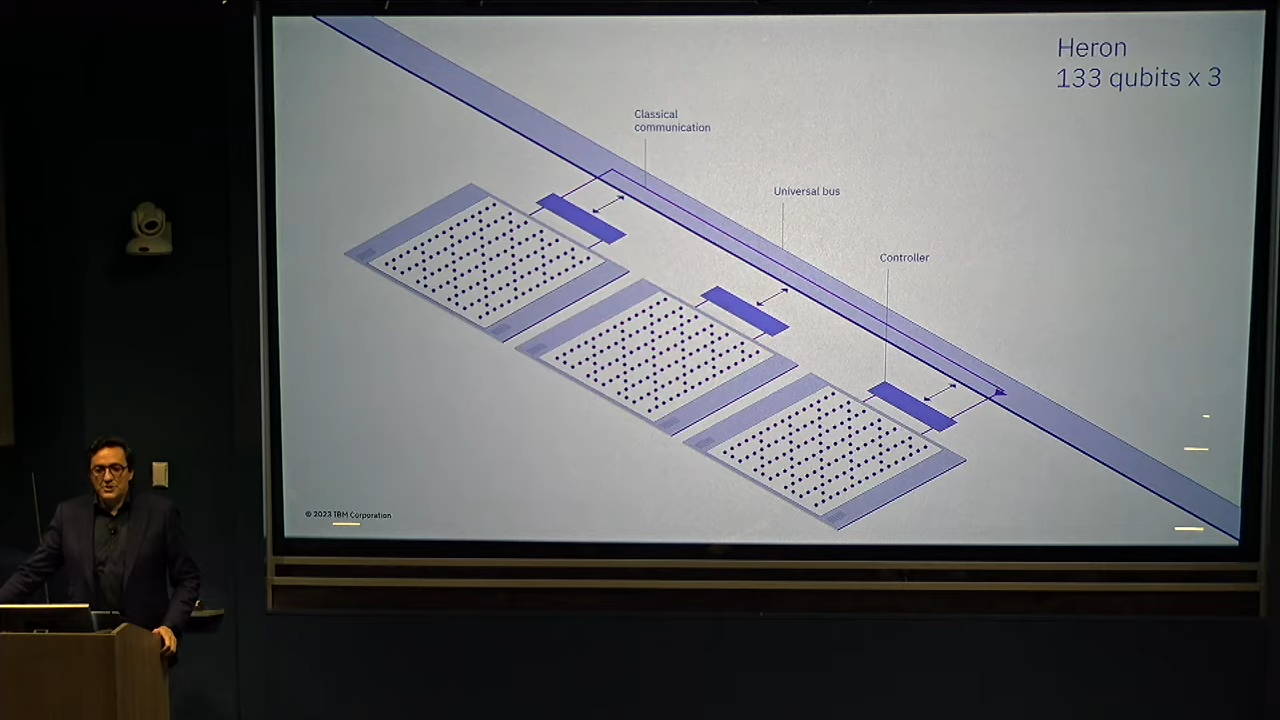 Heron
133 qubits x 3
Classical
communication
Universal bus
Controller
© 2023 IBM Corporation